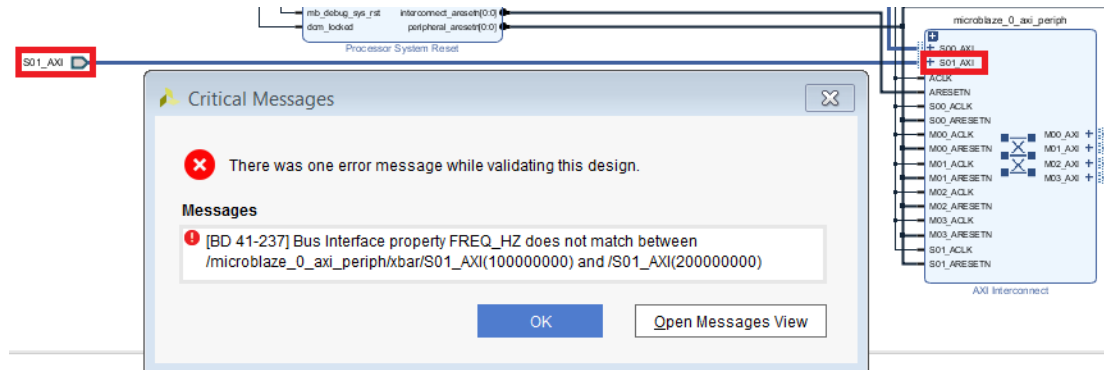 mb_debug_sys_rst interconnect_aresetn[0:0]
dcm_locked peripheral_aresetn[0:0]
Processor System Reset
S01_AXI
microblaze_0_axi_periph
S00_AXI
S01_AXI
ACLK
ARESETN
S00_ACLK
S00_ARESETN
M00_ACLK M00_AXI
M00_ARESETN M01_AXI
M01_ACLK M02_AXI
M01_ARESETN M03_AXI
M02_ACLK
M02_ARESETN
M03_ACLK
M03_ARESETN
S01_ACLK
S01_ARESETN
AXI Interconnect
Critical Messages
There was one error message while validating this design.
Messages
[BD 41-237] Bus Interface property FREQ_HZ does not match between
/microblaze_0_axi_periph/xbar/S01_AXI(100000000) and /S01_AXI(200000000)
OK
Open Messages View